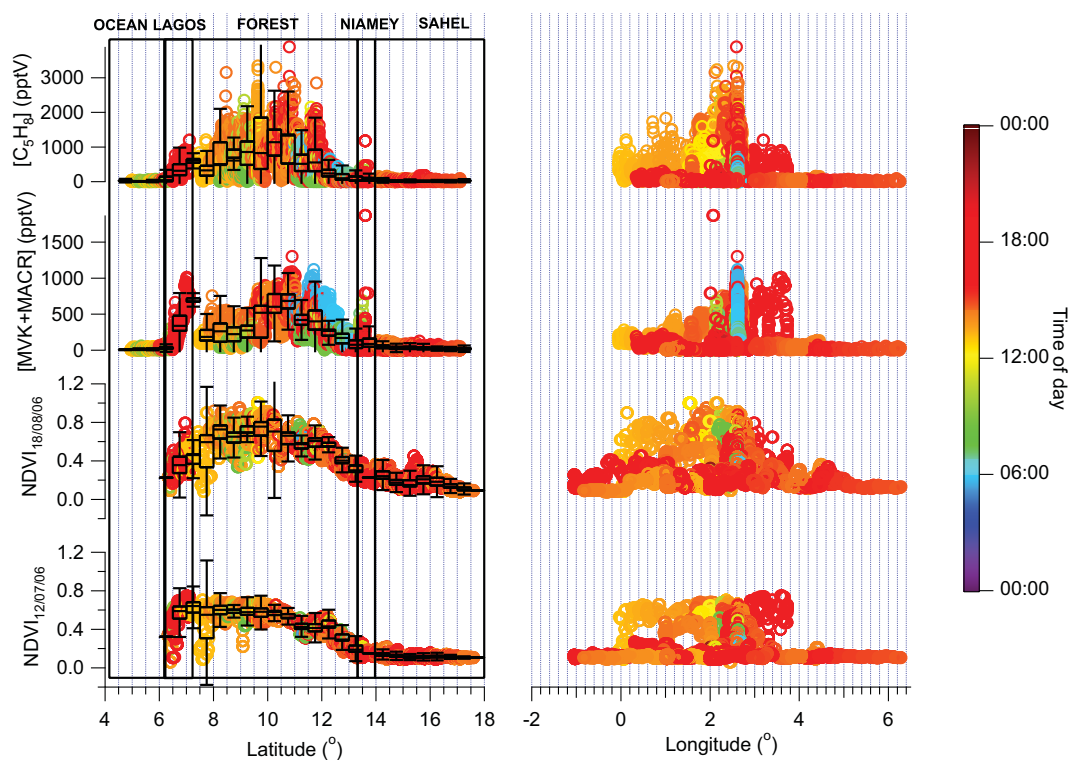 OCEAN LAGOS FOREST NIAMEY SAHEL
[C5H8] (pptV)
3000
2000
1000
0
[MVK+MACR] (pptV)
1500
1000
500
0
NDVI18/08/06
1.2
0.8
0.4
0.0
NDVI12/07/06
1.2
0.8
0.4
0.0
4 6 8 10 12 14 16 18
Latitude (o)
-2 0 2 4 6
Longitude (o)
00:00
18:00
12:00
06:00
00:00
Time of day